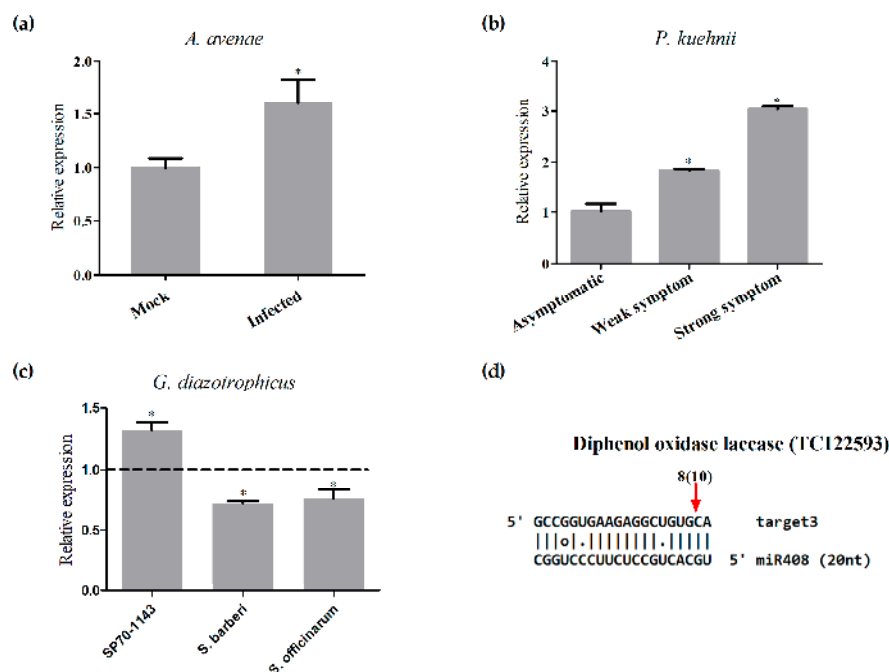 (a)
A. avenae
Relative expression
2.0
1.5
1.0
0.5
0.0
*
Mock
Infected
(b)
P. kuehnii
Relative expression
4
3
2
1
0
*
*
Asymptomatic
Weak symptom
Strong symptom
(c)
G. diazotrophicus
Relative expression
1.5
1.0
0.5
0.0
*
*
*
SP70-1143
S. barberi
S. officinarum
(d)
Diphenol oxidase laccase (TC122593)
8(10)
5' GCCGGUGAAGAGGCUGUGCA target3
|||o|.||||||||.|||||
CGGUCCCUUCUCCGUCACGU 5' miR408 (20nt)